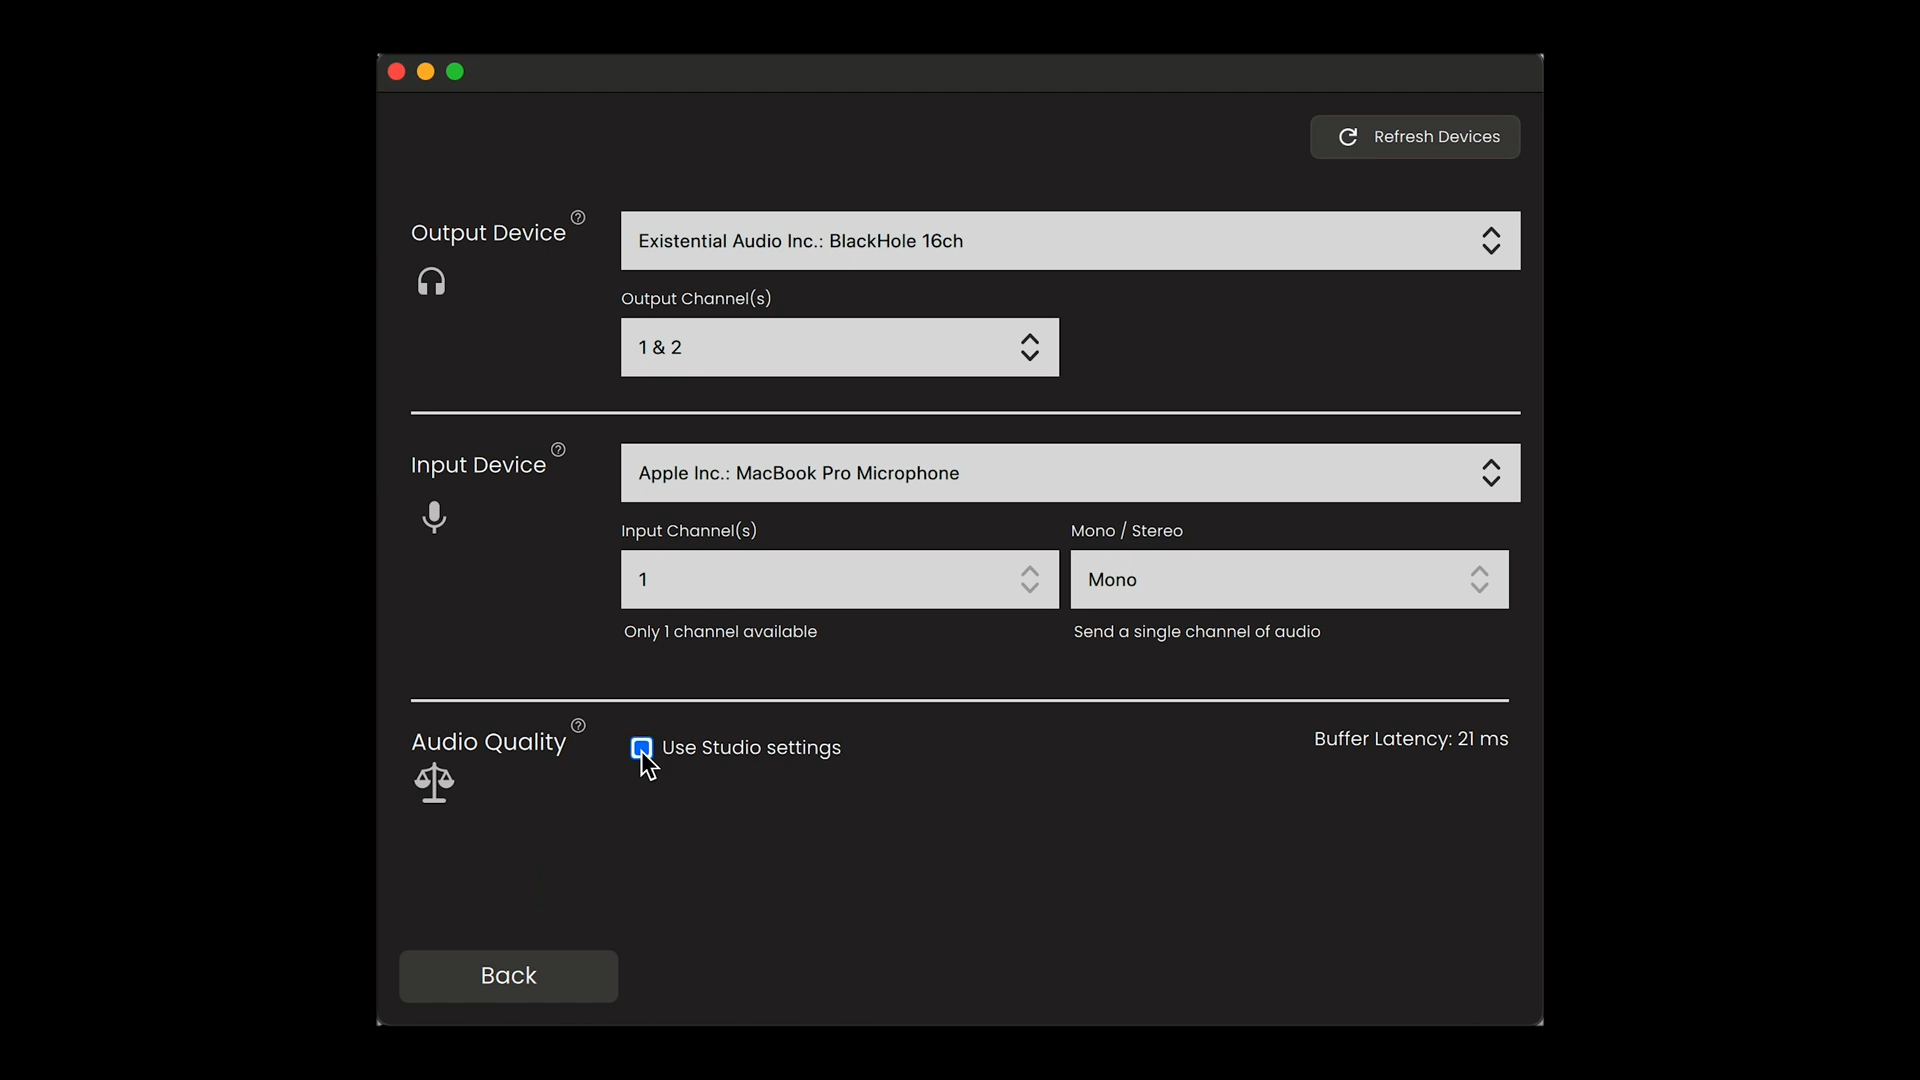 Refresh Devices
Output Device
Existential Audio Inc.: BlackHole 16ch
Output Channel(s)
1 & 2
Input Device
Apple Inc.: MacBook Pro Microphone
Input Channel(s)
Mono / Stereo
1
Mono
Only 1 channel available
Send a single channel of audio
Audio Quality
Use Studio settings
Buffer Latency: 21 ms
Back